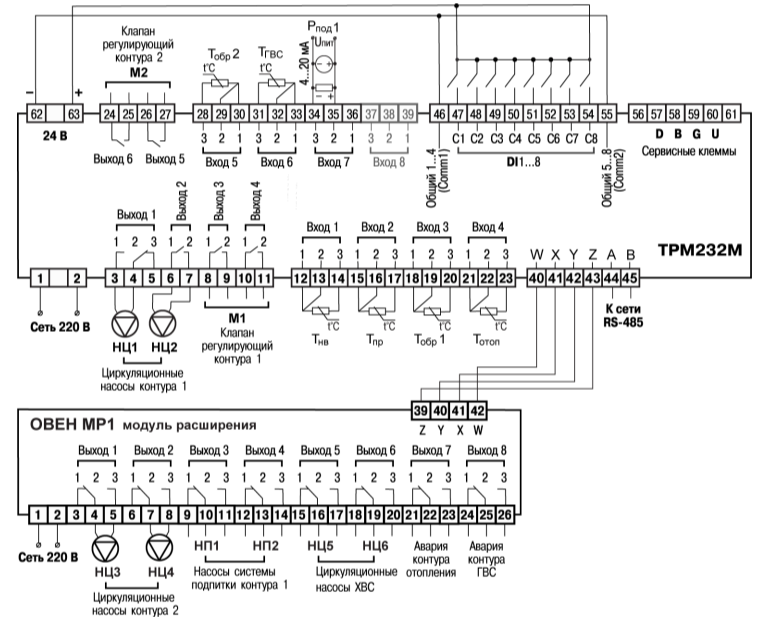 Клапан регулирующий контура 2
M2
Tобр 2
t°C
TГВС
t°C
Pпод 1
Uпит
4...20 мА
– +
– +
62 63
24 25 26 27
28 29 30 31 32 33 34 35 36 37 38 39
46 47 48 49 50 51 52 53 54 55
56 57 58 59 60 61
24 В
Выход 6 Выход 5
3 2 1 3 2 1 3 2 1 3 2 1
Вход 5 Вход 6 Вход 7 Вход 8
Общий 1...4 (Comm1)
C1 C2 C3 C4 C5 C6 C7 C8
DI1...8
Общий 5...8 (Comm2)
D B G U
Сервисные клеммы
Выход 1 Выход 2 Выход 3 Выход 4
1 2 3 1 2 1 2 1 2
Вход 1 Вход 2 Вход 3 Вход 4
1 2 3 1 2 3 1 2 3 1 2 3
W X Y Z A B
ТРМ232М
1 2
3 4 5 6 7 8 9 10 11
12 13 14 15 16 17 18 19 20 21 22 23
40 41 42 43 44 45
Сеть 220 В
НЦ1 НЦ2
Циркуляционные
насосы контура 1
M1
Клапан
регулирующий
контура 1
t°C t°C t°C t°C
Tнв Tпр Tобр 1 Tотоп
К сети
RS-485
39 40 41 42
Z Y X W
ОВЕН МР1 модуль расширения
Выход 1 Выход 2 Выход 3 Выход 4 Выход 5 Выход 6 Выход 7 Выход 8
1 2 3 1 2 3 1 2 3 1 2 3 1 2 3 1 2 3 1 2 3 1 2 3
1 2 3 4 5 6 7 8 9 10 11 12 13 14 15 16 17 18 19 20 21 22 23 24 25 26
Сеть 220 В
НЦ3 НЦ4
Циркуляционные
насосы контура 2
НП1 НП2
Насосы системы
подпитки контура 1
НЦ5 НЦ6
Циркуляционные
насосы ХВС
Авария
контура
отопления
Авария
контура
ГВС